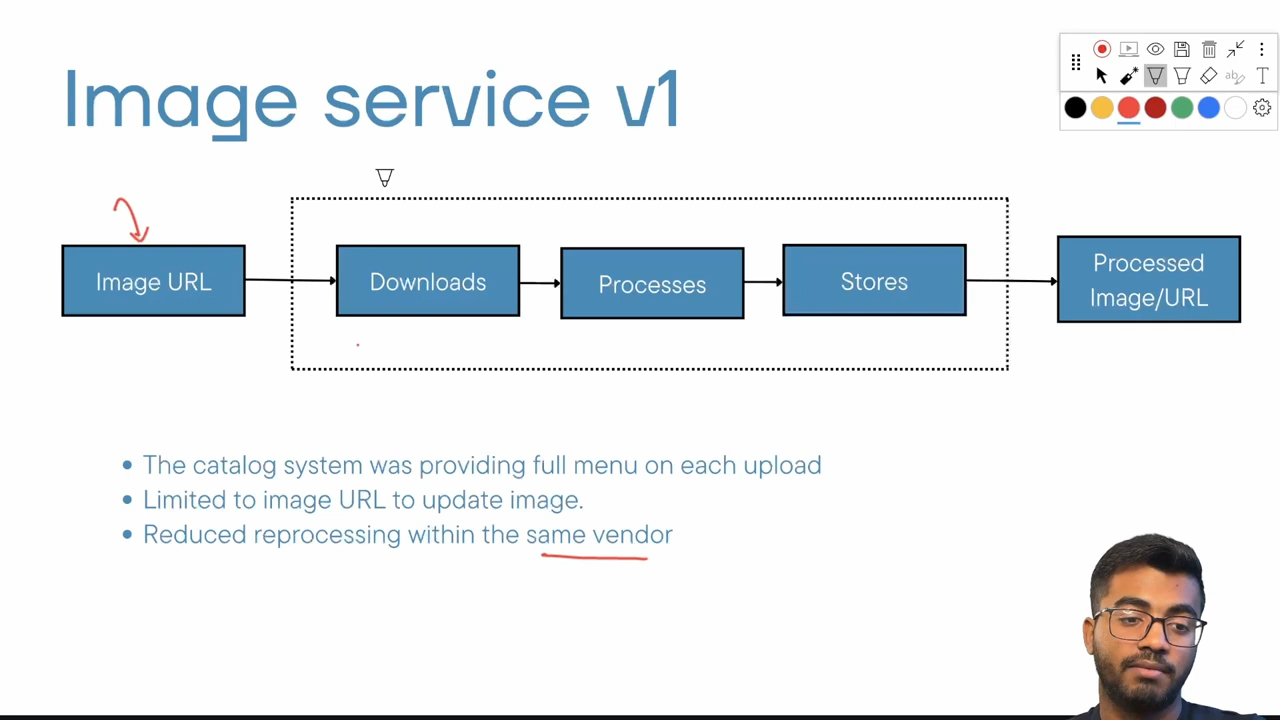 Image service v1
Image URL
Downloads
Processes
Stores
Processed
Image/URL
• The catalog system was providing full menu on each upload
• Limited to image URL to update image.
• Reduced reprocessing within the same vendor
ab
T